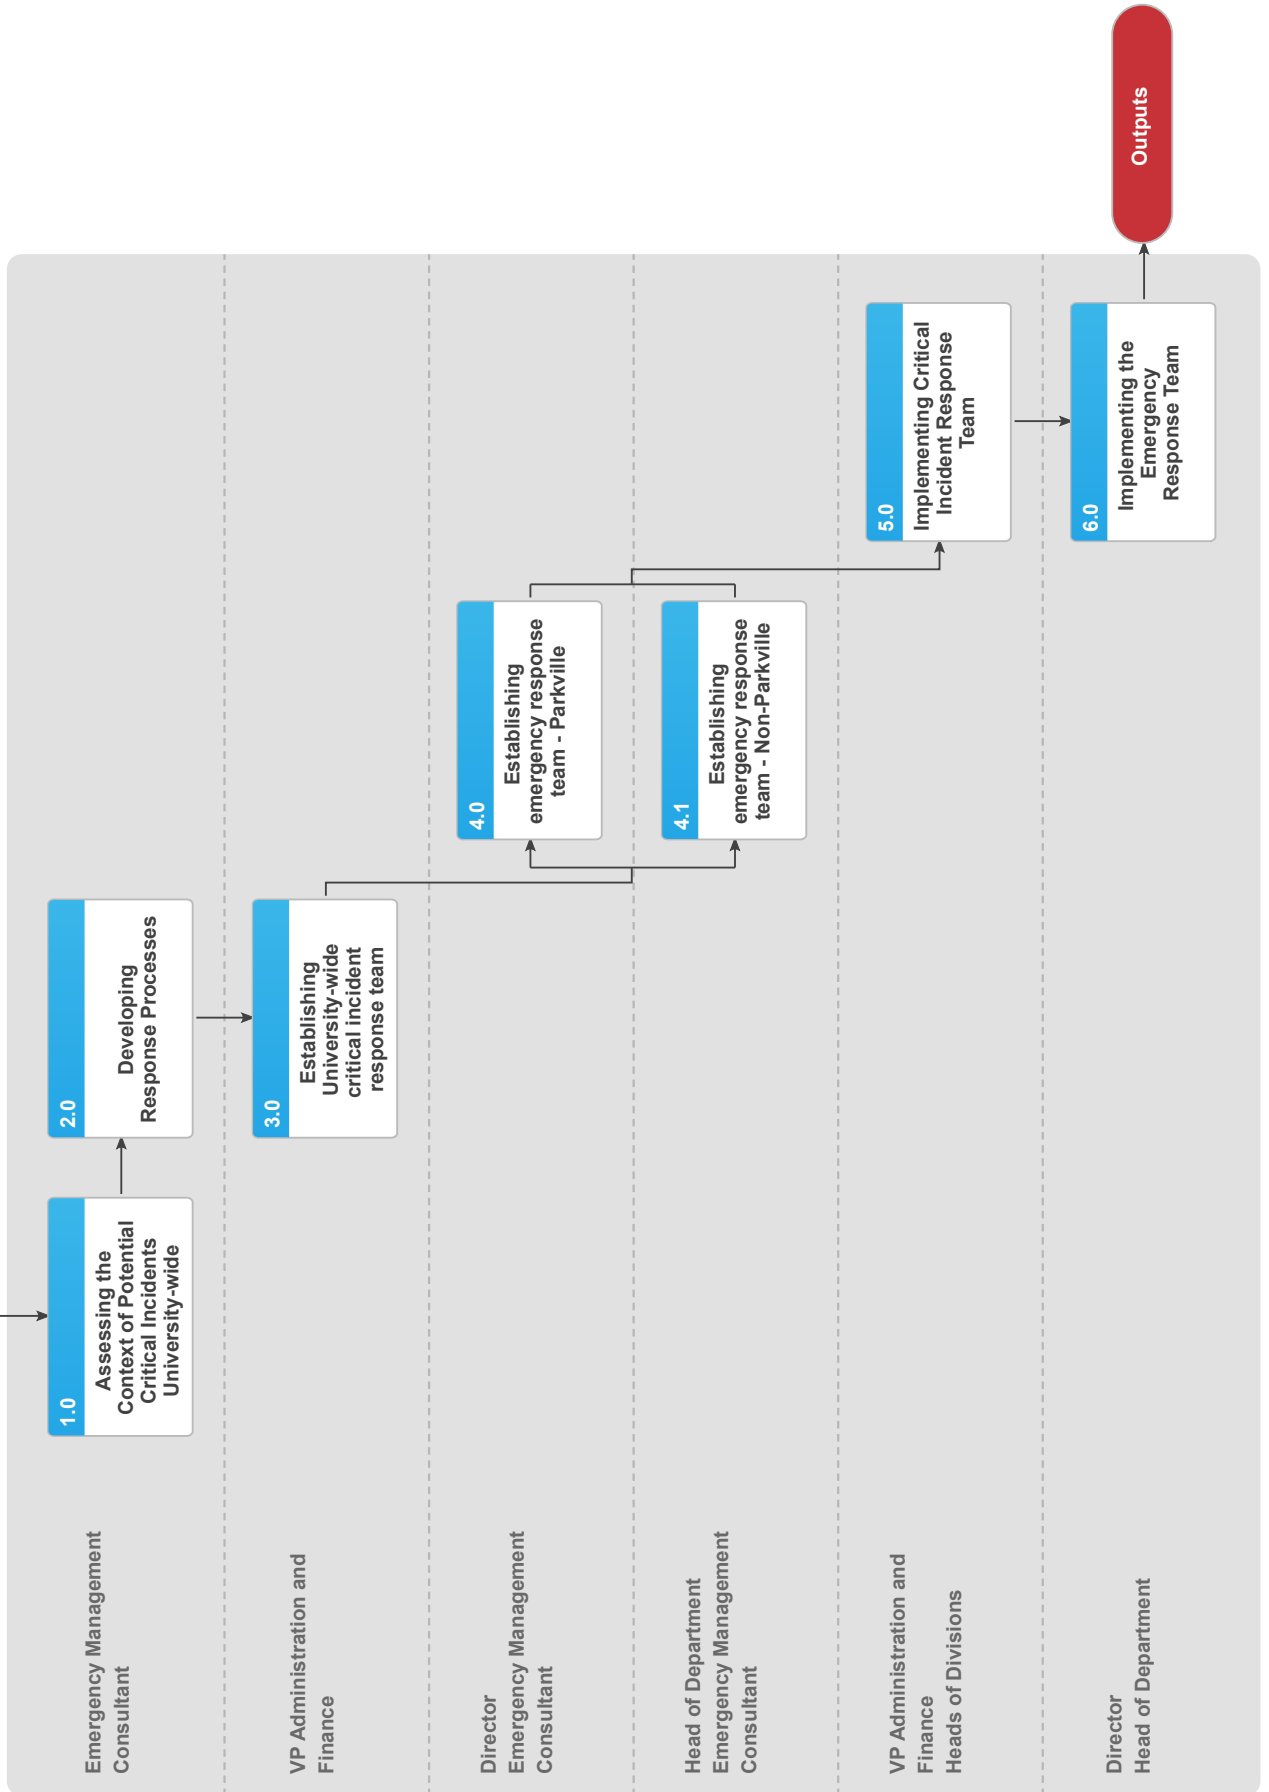 Emergency Management
Consultant
1.0
Assessing the
Context of Potential
Critical Incidents
University-wide
2.0
Developing
Response Processes
VP Administration and
Finance
3.0
Establishing
University-wide
critical incident
response team
Director
Emergency Management
Consultant
4.0
Establishing
emergency response
team - Parkville
Head of Department
Emergency Management
Consultant
4.1
Establishing
emergency response
team - Non-Parkville
VP Administration and
Finance
Heads of Divisions
5.0
Implementing Critical
Incident Response
Team
Director
Head of Department
6.0
Implementing the
Emergency
Response Team
Outputs